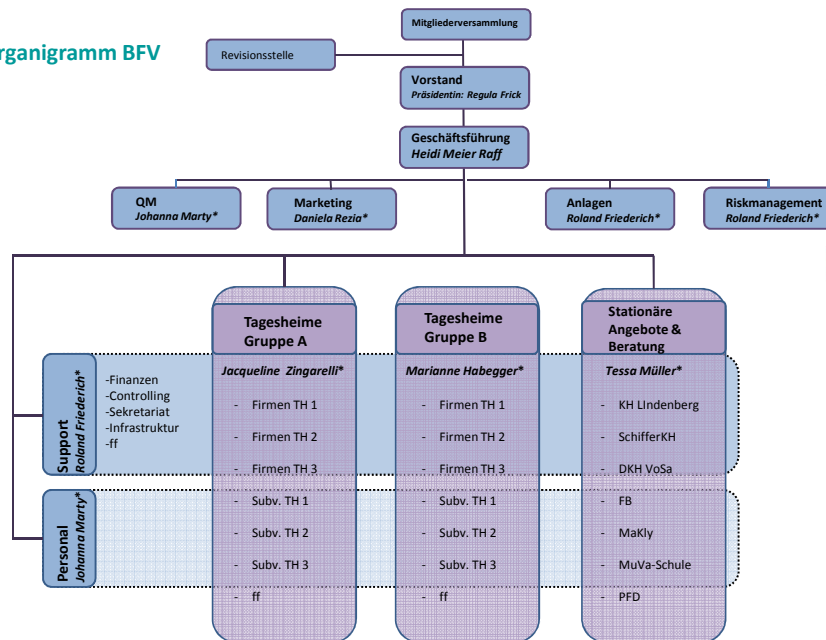 rganigramm BFV
Mitgliederversammlung
Revisionsstelle
Vorstand
Präsidentin: Regula Frick
Geschäftsführung
Heidi Meier Raff
QM
Johanna Marty*
Marketing
Daniela Rezia*
Anlagen
Roland Friederich*
Riskmanagement
Roland Friederich*
Tagesheime
Gruppe A
Tagesheime
Gruppe B
Stationäre
Angebote &
Beratung
Support
Roland Friederich*
-Finanzen
-Controlling
-Sekretariat
-Infrastruktur
-ff
Jacqueline Zingarelli*
- Firmen TH 1
- Firmen TH 2
- Firmen TH 3
- Subv. TH 1
- Subv. TH 2
- Subv. TH 3
- ff
Marianne Habegger*
- Firmen TH 1
- Firmen TH 2
- Firmen TH 3
- Subv. TH 1
- Subv. TH 2
- Subv. TH 3
- ff
Tessa Müller*
- KH LIndenberg
- SchifferKH
- DKH VoSa
- FB
- MaKly
- MuVa-Schule
- PFD
Personal
Johanna Marty*